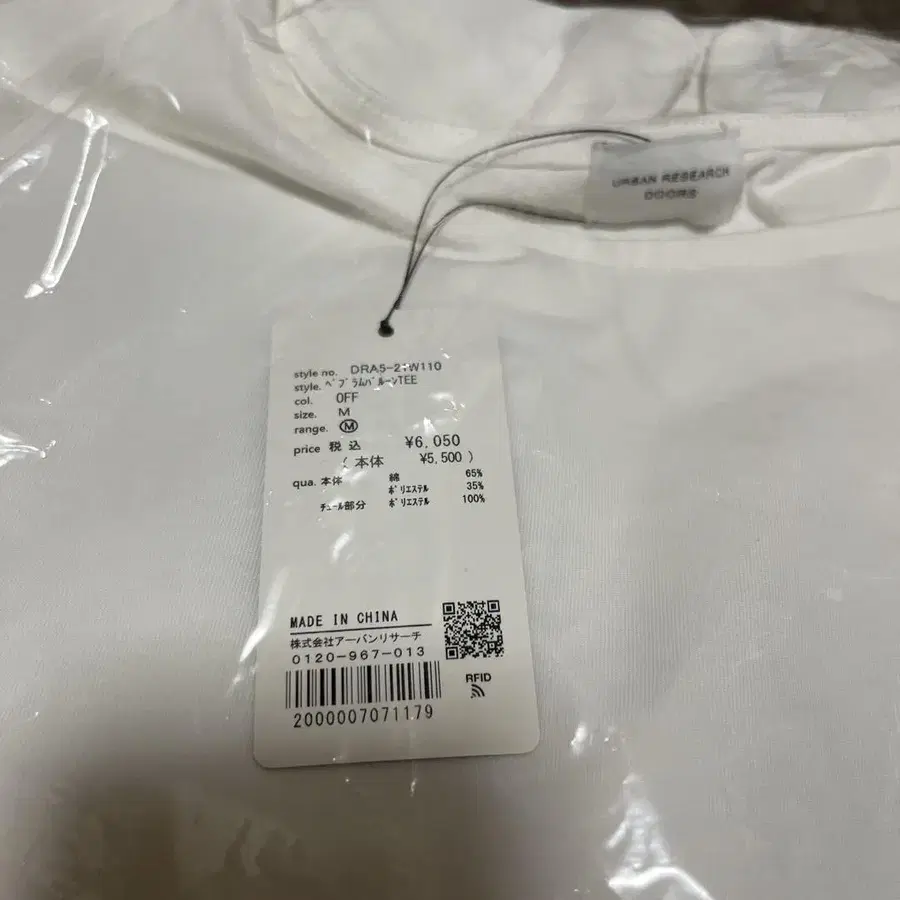 URBAN RESEARCH
DOORS
style no. DRA5-21W110
style. ペプラムバルーンTEE
col. OFF
size. M
range. Ⓜ
price 税込 ¥6,050
(本体 ¥5,500)
qua. 本体 綿 65%
ポリエステル 35%
チュール部分 ポリエステル 100%
MADE IN CHINA
株式会社アーバンリサーチ
0120-967-013
RFID
2000007071179